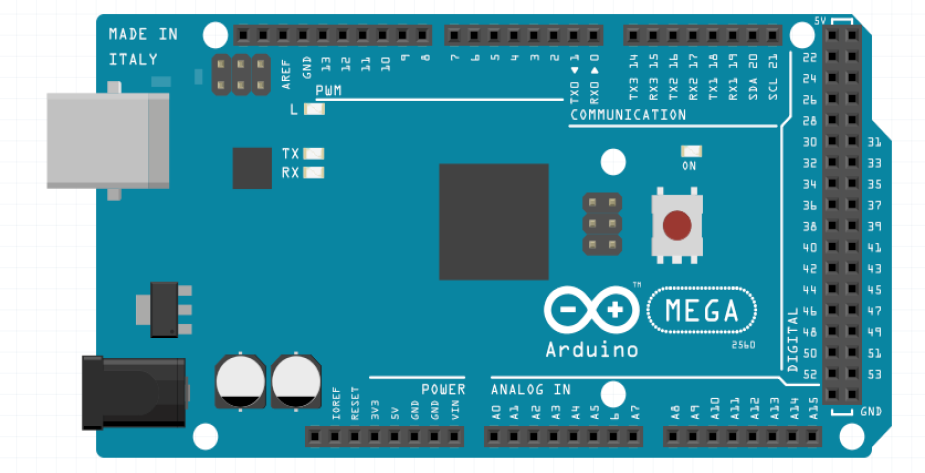 MADE IN
ITALY
AREF
GND
13
12
11
10
9
8
7
6
5
4
3
2
TX0 ◀ 1
RX0 ▶ 0
TX3 14
RX3 15
TX2 16
RX2 17
TX1 18
RX1 19
SDA 20
SCL 21
5V
PWM
L
COMMUNICATION
TX
RX
ON
22
24
26
28
30 31
32 33
34 35
36 37
38 39
40 41
42 43
44 45
46 47
48 49
50 51
52 53
GND
DIGITAL
Arduino
TM
MEGA
2560
POWER
ANALOG IN
IOREF
RESET
3V3
5V
GND
GND
VIN
A0
A1
A2
A3
A4
A5
6
A7
A8
A9
A10
A11
A12
A13
A14
A15